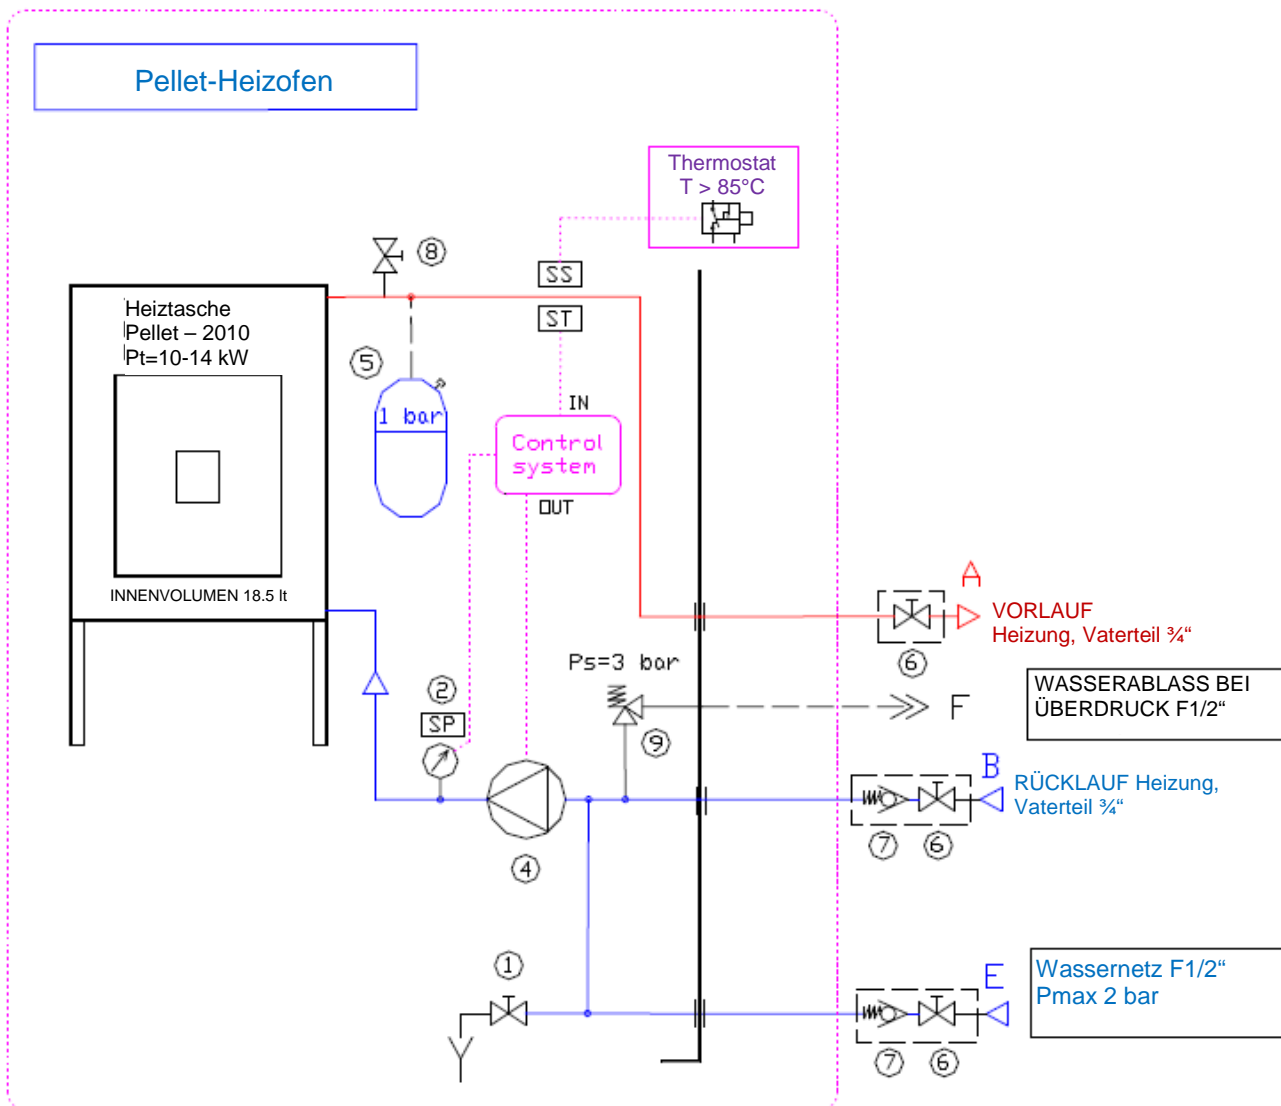 Pellet-Heizofen
Thermostat
T > 85°C
8
SS
Heiztasche
Pellet – 2010
Pt=10-14 kW
ST
5
IN
1 bar
Control
system
OUT
INNENVOLUMEN 18.5 lt
A
VORLAUF
Heizung, Vaterteil ¾“
6
Ps=3 bar
2
SP
9
F
WASSERABLASS BEI
ÜBERDRUCK F1/2“
B
RÜCKLAUF Heizung,
Vaterteil ¾“
7
6
4
1
E
Wassernetz F1/2“
Pmax 2 bar
7
6